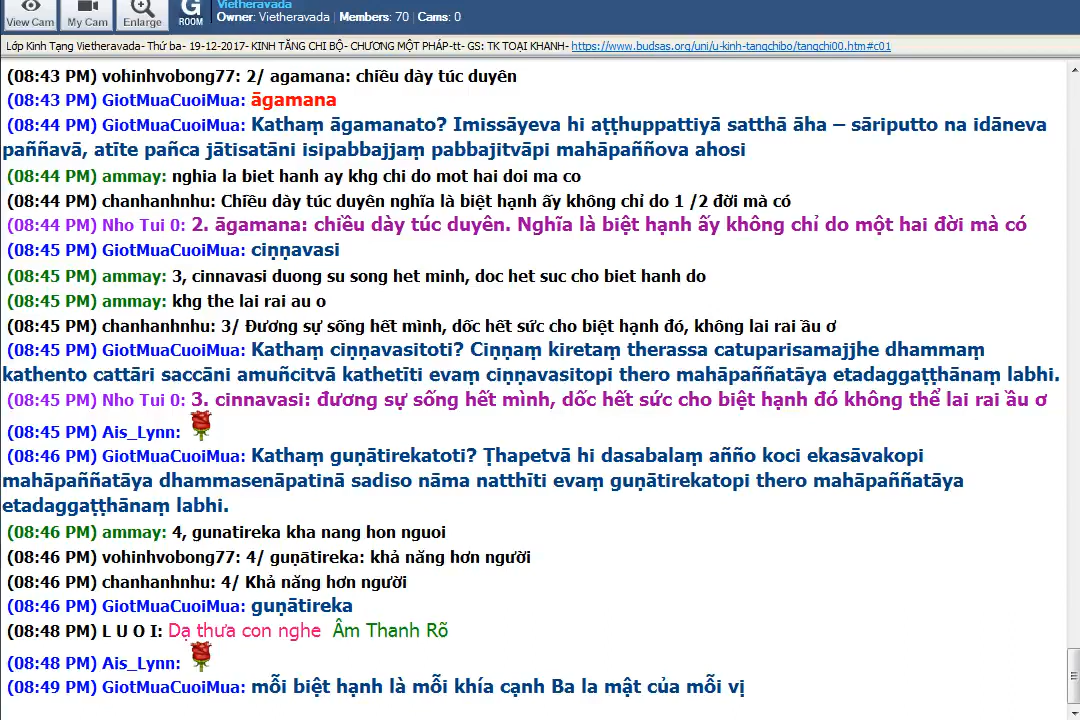 Vietheravada
View Cam
My Cam
Enlarge
G
ROOM
Owner: Vietheravada | Members: 70 | Cams: 0
Lớp Kinh Tạng Vietheravada- Thứ ba- 19-12-2017- KINH TĂNG CHI BỘ- CHƯƠNG MỘT PHÁP-tt- GS: TK TOẠI KHANH- https://www.budsas.org/uni/u-kinh-tangchibo/tangchi00.htm#c01
(08:43 PM) vohinhvobong77: 2/ agamana: chiều dày túc duyên
(08:43 PM) GiotMuaCuoiMua: āgamana
(08:44 PM) GiotMuaCuoiMua: Kathaṃ āgamanato? Imissāyeva hi aṭṭhuppattiyā satthā āha – sāriputto na idāneva
paññavā, atīte pañca jātisatāni isipabbajjaṃ pabbajitvāpi mahāpaññova ahosi
(08:44 PM) ammay: nghia la biet hanh ay khg chi do mot hai doi ma co
(08:44 PM) chanhanhnhu: Chiều dày túc duyên nghĩa là biệt hạnh ấy không chỉ do 1 /2 đời mà có
(08:44 PM) Nho Tui 0: 2. āgamana: chiều dày túc duyên. Nghĩa là biệt hạnh ấy không chỉ do một hai đời mà có
(08:45 PM) GiotMuaCuoiMua: ciṇṇavasi
(08:45 PM) ammay: 3, cinnavasi duong su song het minh, doc het suc cho biet hanh do
(08:45 PM) ammay: khg the lai rai au o
(08:45 PM) chanhanhnhu: 3/ Đương sự sống hết mình, dốc hết sức cho biệt hạnh đó, không lai rai ầu ơ
(08:45 PM) GiotMuaCuoiMua: Kathaṃ ciṇṇavasitoti? Ciṇṇaṃ kiretaṃ therassa catuparisamajjhe dhammaṃ
kathento cattāri saccāni amuñcitvā kathetīti evaṃ ciṇṇavasitopi thero mahāpaññatāya etadaggaṭṭhānaṃ labhi.
(08:45 PM) Nho Tui 0: 3. cinnavasi: đương sự sống hết mình, dốc hết sức cho biệt hạnh đó không thể lai rai ầu ơ
(08:45 PM) Ais_Lynn:
(08:46 PM) GiotMuaCuoiMua: Kathaṃ guṇātirekatoti? Ṭhapetvā hi dasabalaṃ añño koci ekasāvakopi
mahāpaññatāya dhammasenāpatinā sadiso nāma natthīti evaṃ guṇātirekatopi thero mahāpaññatāya
etadaggaṭṭhānaṃ labhi.
(08:46 PM) ammay: 4, gunatireka kha nang hon nguoi
(08:46 PM) vohinhvobong77: 4/ guṇātireka: khả năng hơn người
(08:46 PM) chanhanhnhu: 4/ Khả năng hơn người
(08:46 PM) GiotMuaCuoiMua: guṇātireka
(08:48 PM) L U O I: Dạ thưa con nghe Âm Thanh Rõ
(08:48 PM) Ais_Lynn:
(08:49 PM) GiotMuaCuoiMua: mỗi biệt hạnh là mỗi khía cạnh Ba la mật của mỗi vị